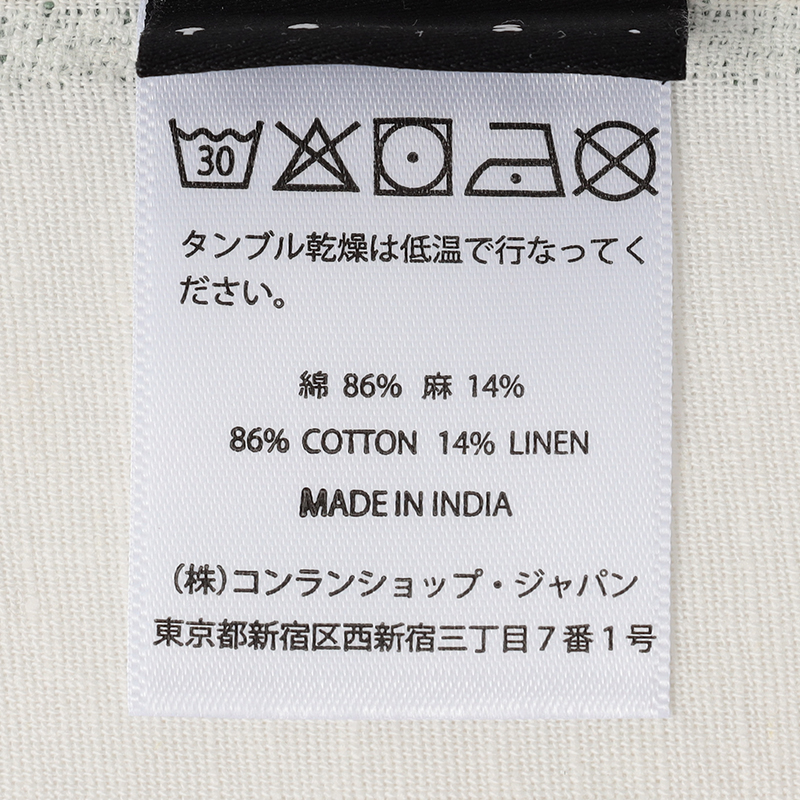 30
タンブル乾燥は低温で行なってく
ださい。
綿 86% 麻 14%
86% COTTON 14% LINEN
MADE IN INDIA
(株)コンランショップ・ジャパン
東京都新宿区西新宿三丁目7番1号